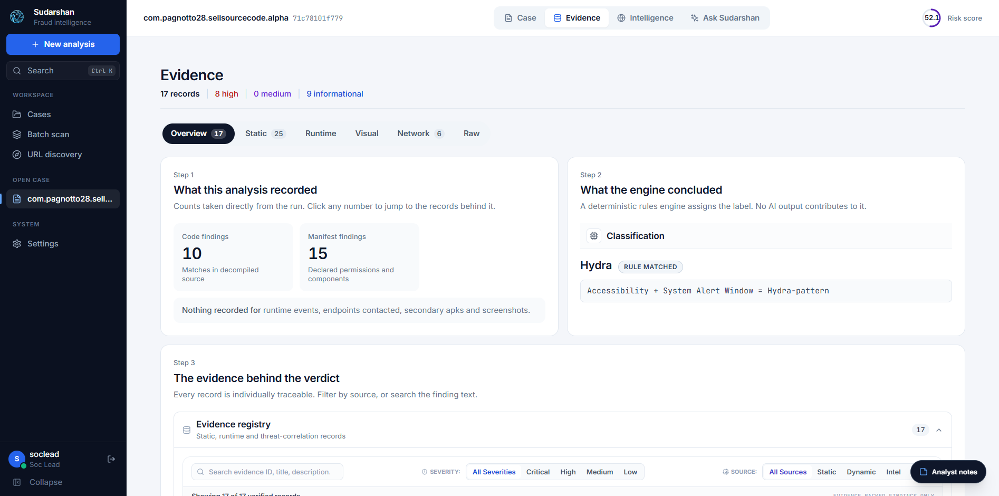 Sudarshan
Fraud intelligence
New analysis
Search
Ctrl K
WORKSPACE
Cases
Batch scan
URL discovery
OPEN CASE
com.pagnotto28.sell...
SYSTEM
Settings
S
soclead
Soc Lead
Collapse
com.pagnotto28.sellsourcecode.alpha 71c78101f779
Case
Evidence
Intelligence
Ask Sudarshan
52.1
Risk score
Evidence
17 records
8 high
0 medium
9 informational
Overview 17
Static 25
Runtime
Visual
Network 6
Raw
Step 1
What this analysis recorded
Counts taken directly from the run. Click any number to jump to the records behind it.
Code findings
10
Matches in decompiled
source
Manifest findings
15
Declared permissions and
components
Nothing recorded for runtime events, endpoints contacted, secondary apks and screenshots.
Step 2
What the engine concluded
A deterministic rules engine assigns the label. No AI output contributes to it.
Classification
Hydra
RULE MATCHED
Accessibility + System Alert Window = Hydra-pattern
Step 3
The evidence behind the verdict
Every record is individually traceable. Filter by source, or search the finding text.
Evidence registry
Static, runtime and threat-correlation records
17
Search evidence ID, title, description.
SEVERITY:
All Severities
Critical
High
Medium
Low
SOURCE:
All Sources
Static
Dynamic
Intel
Analyst notes
Showing 17 of 17 verified records
EVIDENCE-BACKED FINDINGS ONLY